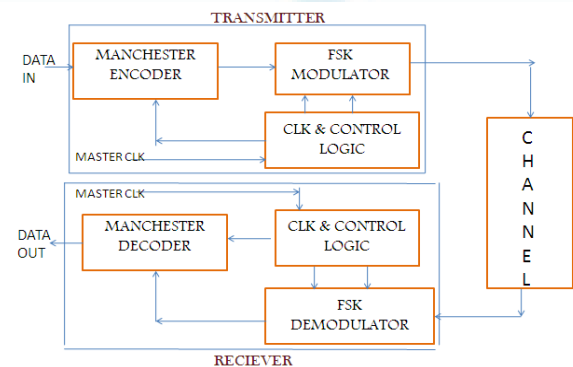 TRANSMITTER
DATA
IN
MANCHESTER
ENCODER
FSK
MODULATOR
CLK & CONTROL
LOGIC
MASTER CLK
C
H
A
N
N
E
L
MASTER CLK
DATA
OUT
MANCHESTER
DECODER
CLK & CONTROL
LOGIC
FSK
DEMODULATOR
RECIEVER